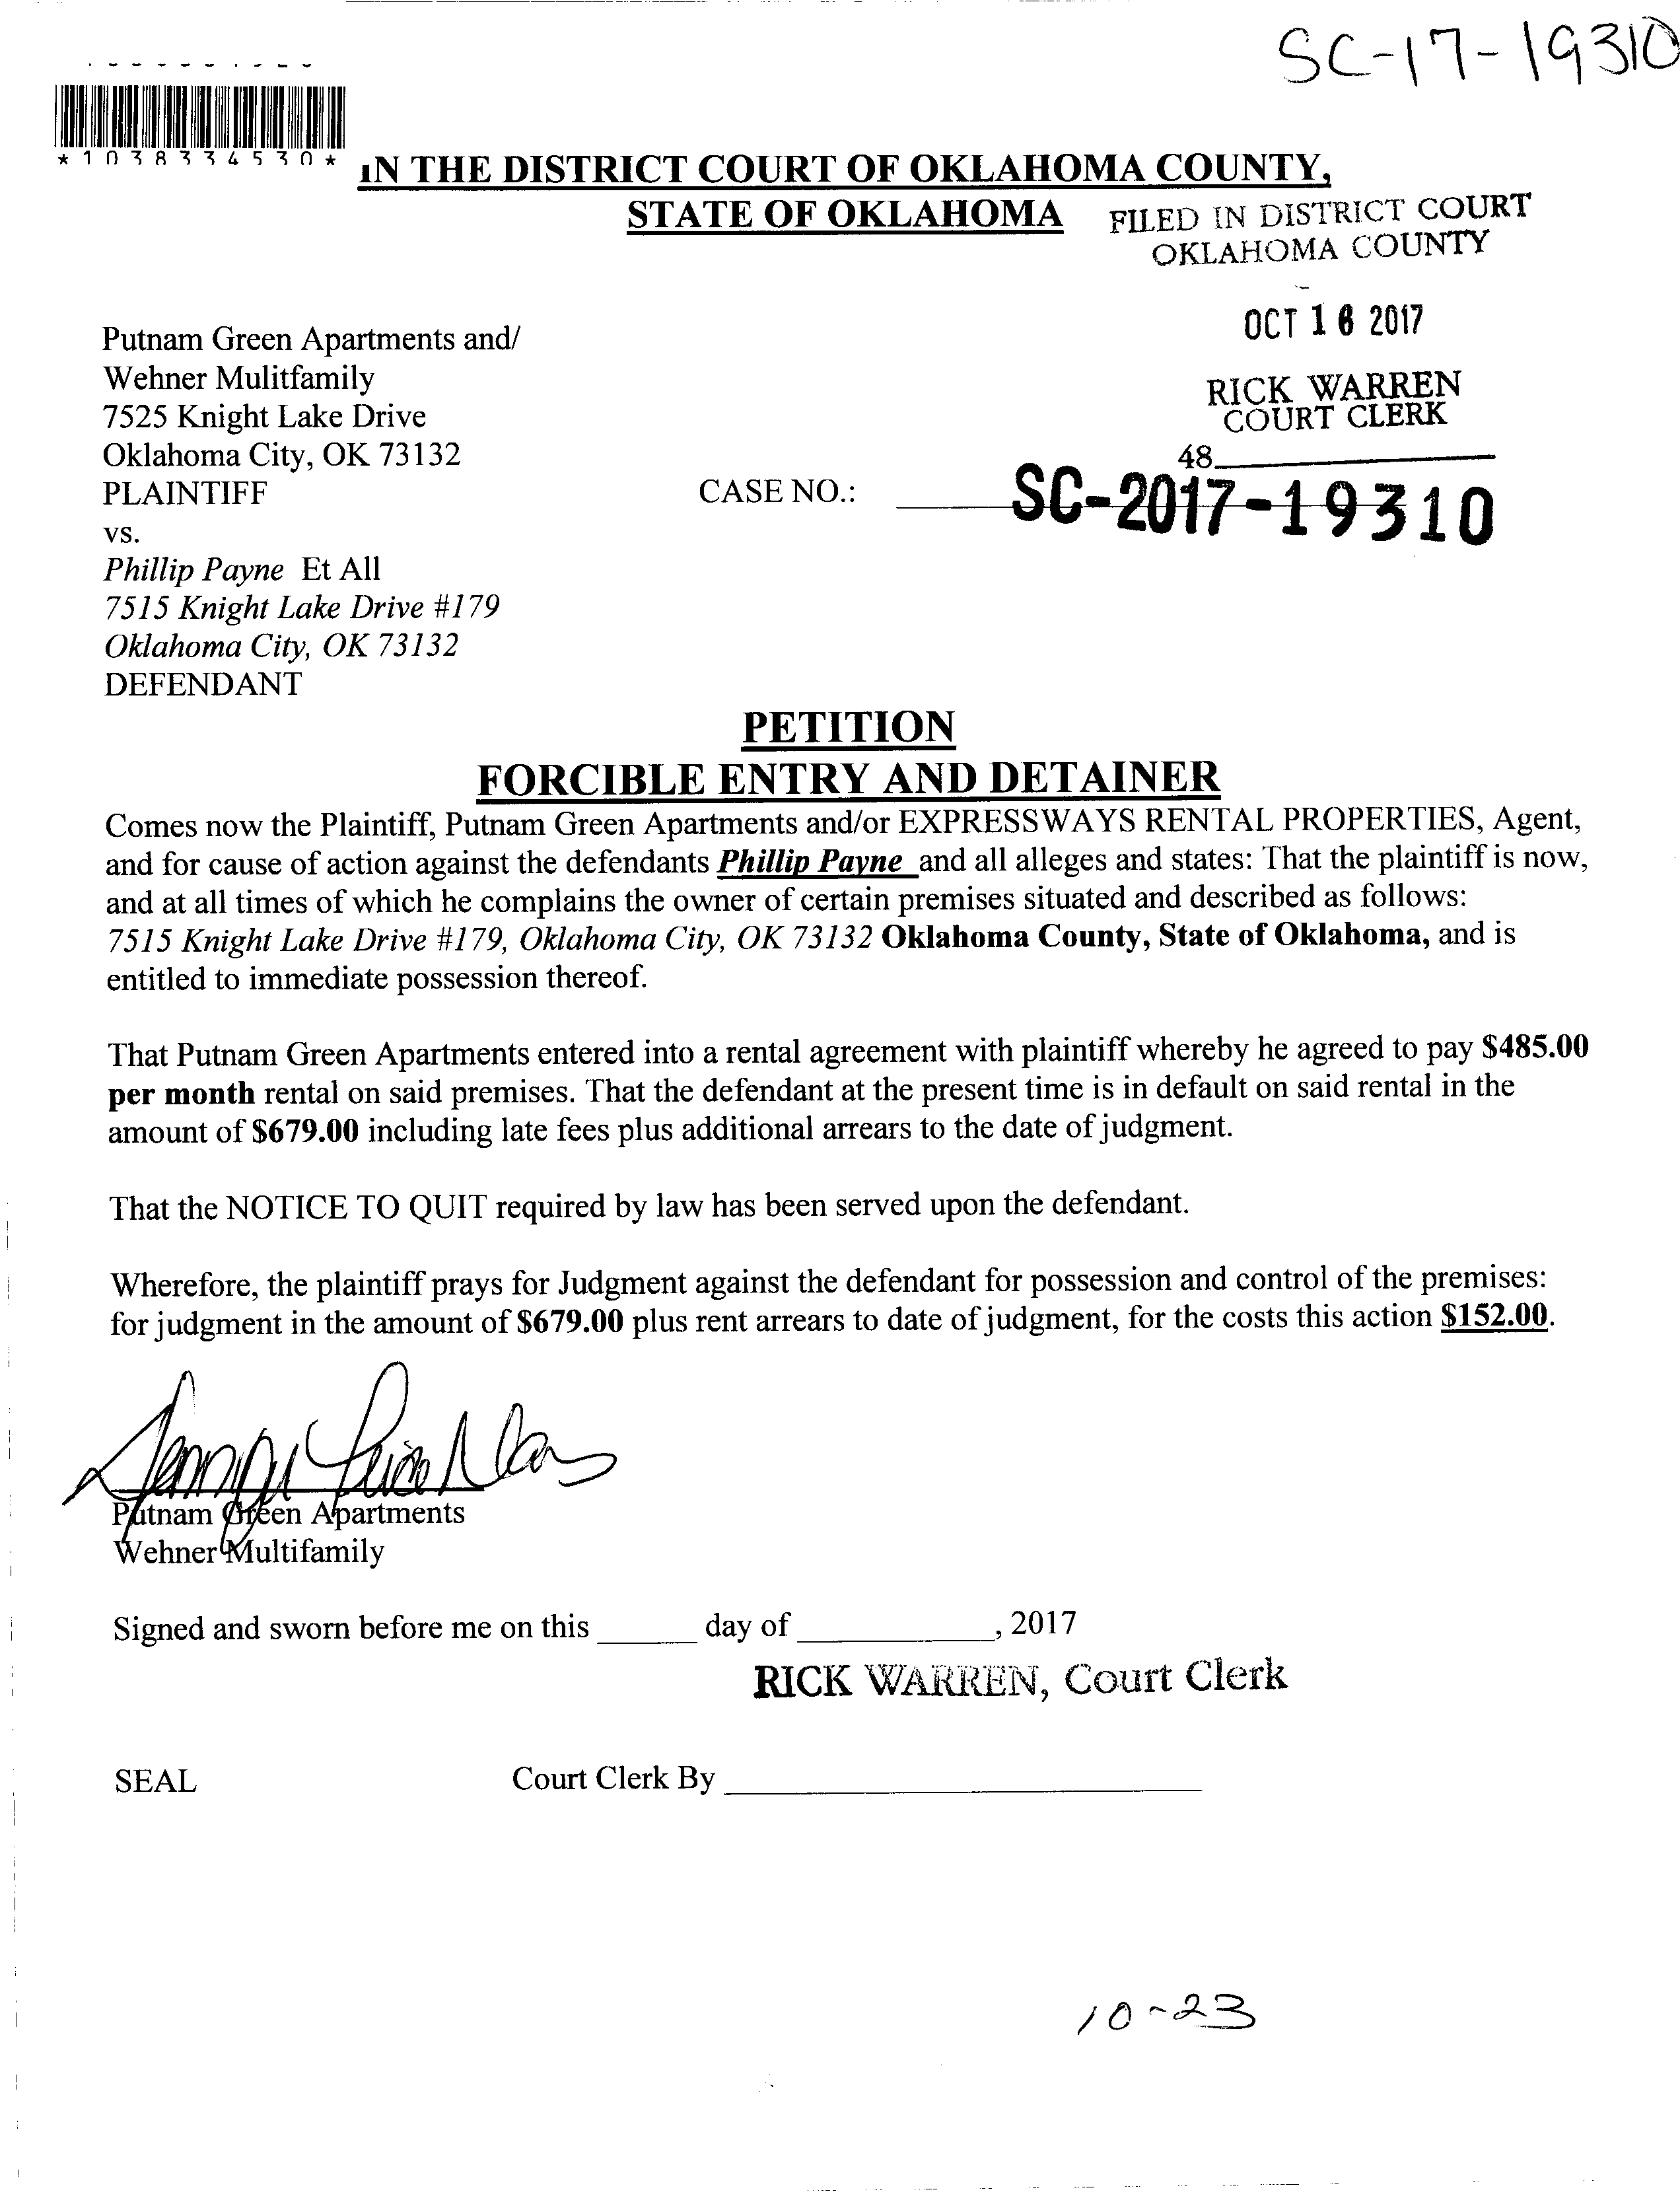 SC-17-19310
*1038334530*
IN THE DISTRICT COURT OF OKLAHOMA COUNTY,
STATE OF OKLAHOMA
FILED IN DISTRICT COURT
OKLAHOMA COUNTY
OCT 16 2017
RICK WARREN
COURT CLERK
48
Putnam Green Apartments and/
Wehner Mulitfamily
7525 Knight Lake Drive
Oklahoma City, OK 73132
PLAINTIFF
CASE NO.: SC-2017-19310
vs.
Phillip Payne Et All
7515 Knight Lake Drive #179
Oklahoma City, OK 73132
DEFENDANT
PETITION
FORCIBLE ENTRY AND DETAINER
Comes now the Plaintiff, Putnam Green Apartments and/or EXPRESSWAYS RENTAL PROPERTIES, Agent,
and for cause of action against the defendants Phillip Payne and all alleges and states: That the plaintiff is now,
and at all times of which he complains the owner of certain premises situated and described as follows:
7515 Knight Lake Drive #179, Oklahoma City, OK 73132 Oklahoma County, State of Oklahoma, and is
entitled to immediate possession thereof.
That Putnam Green Apartments entered into a rental agreement with plaintiff whereby he agreed to pay $485.00
per month rental on said premises. That the defendant at the present time is in default on said rental in the
amount of $679.00 including late fees plus additional arrears to the date of judgment.
That the NOTICE TO QUIT required by law has been served upon the defendant.
Wherefore, the plaintiff prays for Judgment against the defendant for possession and control of the premises:
for judgment in the amount of $679.00 plus rent arrears to date of judgment, for the costs this action $152.00.
Putnam Green Apartments
Wehner Multifamily
Signed and sworn before me on this ______ day of ____________, 2017
RICK WARREN, Court Clerk
SEAL
Court Clerk By ____________________________
10-23